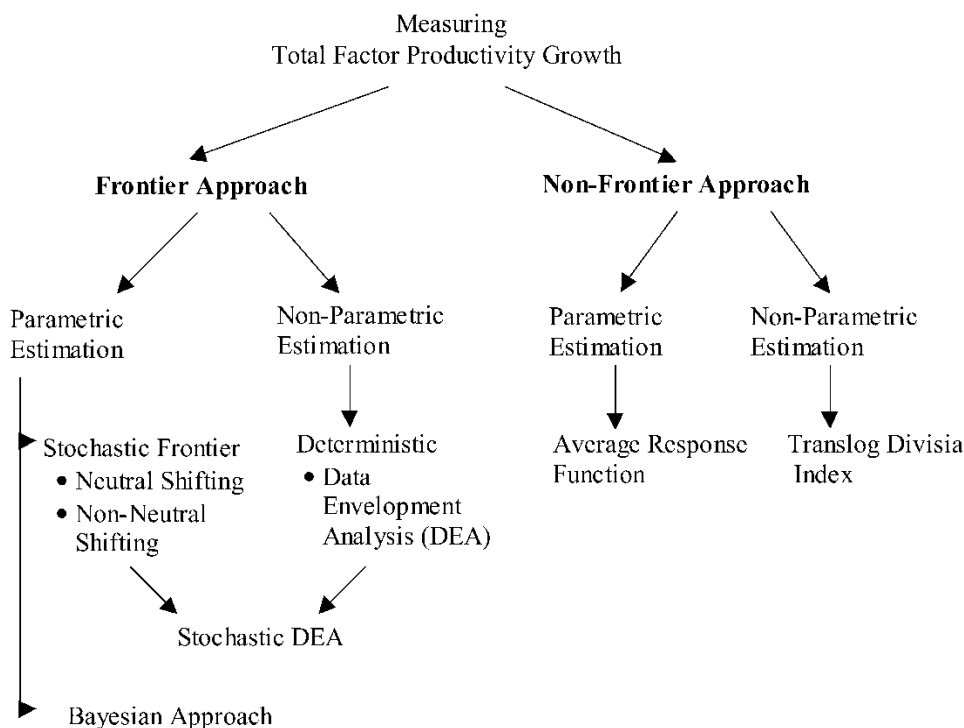 Measuring
Total Factor Productivity Growth
Frontier Approach
Non-Frontier Approach
Parametric
Estimation
Non-Parametric
Estimation
Parametric
Estimation
Non-Parametric
Estimation
Stochastic Frontier
• Neutral Shifting
• Non-Neutral
Shifting
Deterministic
• Data
Envelopment
Analysis (DEA)
Average Response
Function
Translog Divisia
Index
Stochastic DEA
Bayesian Approach